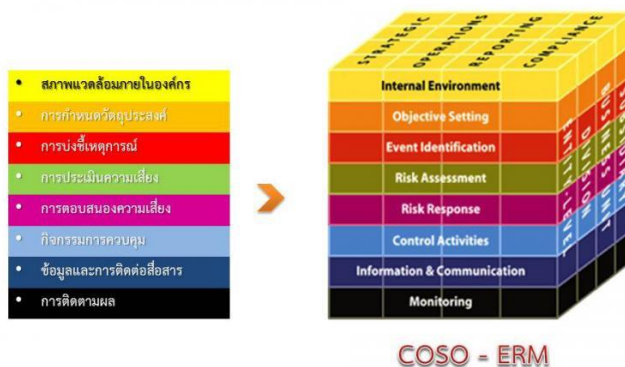 • สภาพแวดล้อมภายในองค์กร
• การกำหนดวัตถุประสงค์
• การบ่งชี้เหตุการณ์
• การประเมินความเสี่ยง
• การตอบสนองความเสี่ยง
• กิจกรรมการควบคุม
• ข้อมูลและการติดต่อสื่อสาร
• การติดตามผล
STRATEGIC
OPERATIONS
REPORTING
COMPLIANCE
Internal Environment
Objective Setting
Event Identification
Risk Assessment
Risk Response
Control Activities
Information & Communication
Monitoring
ENTITY-LEVEL
DIVISION
BUSINESS UNIT
COSO - ERM